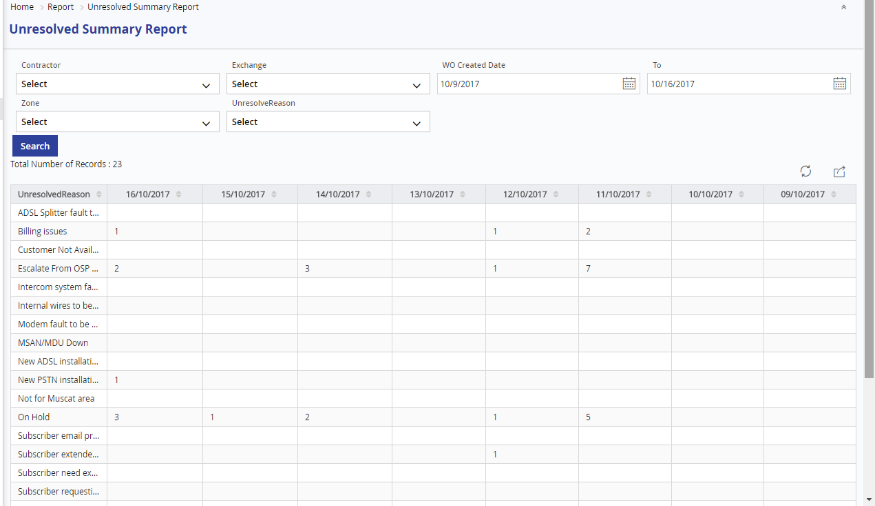 Home Report Unresolved Summary Report
Unresolved Summary Report
Contractor Exchange WO Created Date To
Select Select 10/9/2017 10/16/2017
Zone UnresolveReason
Select Select
Search
Total Number of Records : 23
UnresolvedReason 16/10/2017 15/10/2017 14/10/2017 13/10/2017 12/10/2017 11/10/2017 10/10/2017 09/10/2017
ADSL Splitter fault t...
Billing issues 1 1 2
Customer Not Avail...
Escalate From OSP ... 2 3 1 7
Intercom system fa...
Internal wires to be...
Modem fault to be ...
MSAN/MDU Down
New ADSL installati...
New PSTN installati... 1
Not for Muscat area
On Hold 3 1 2 1 5
Subscriber email pr...
Subscriber extende... 1
Subscriber need ex...
Subscriber requesti...